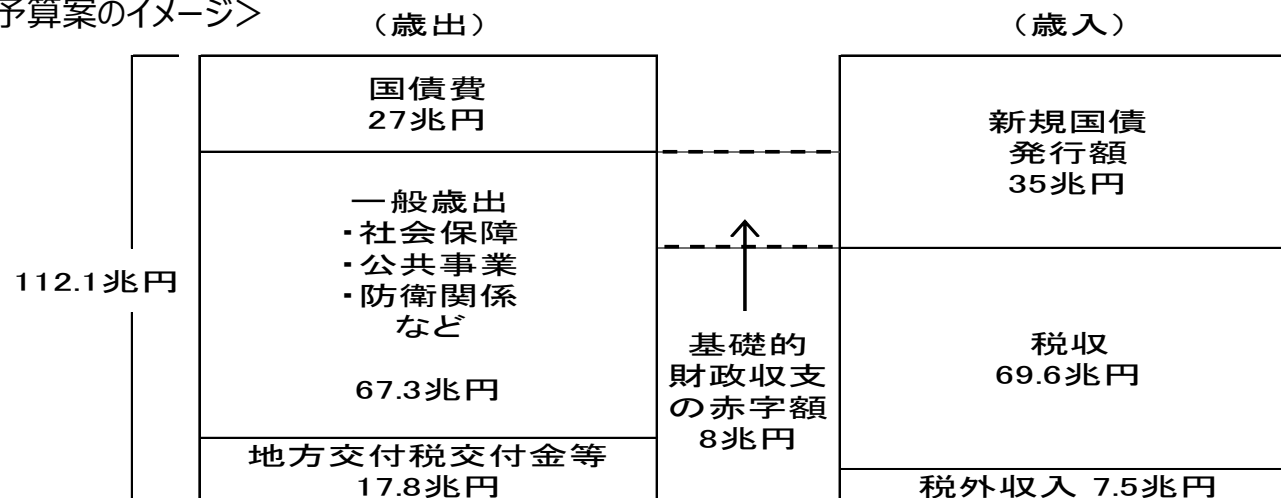 予算案のイメージ>
(歳出)
(歳入)
112.1兆円
国債費
27兆円
一般歳出
・社会保障
・公共事業
・防衛関係
など
67.3兆円
地方交付税交付金等
17.8兆円
基礎的
財政収支
の赤字額
8兆円
新規国債
発行額
35兆円
税収
69.6兆円
税外収入 7.5兆円